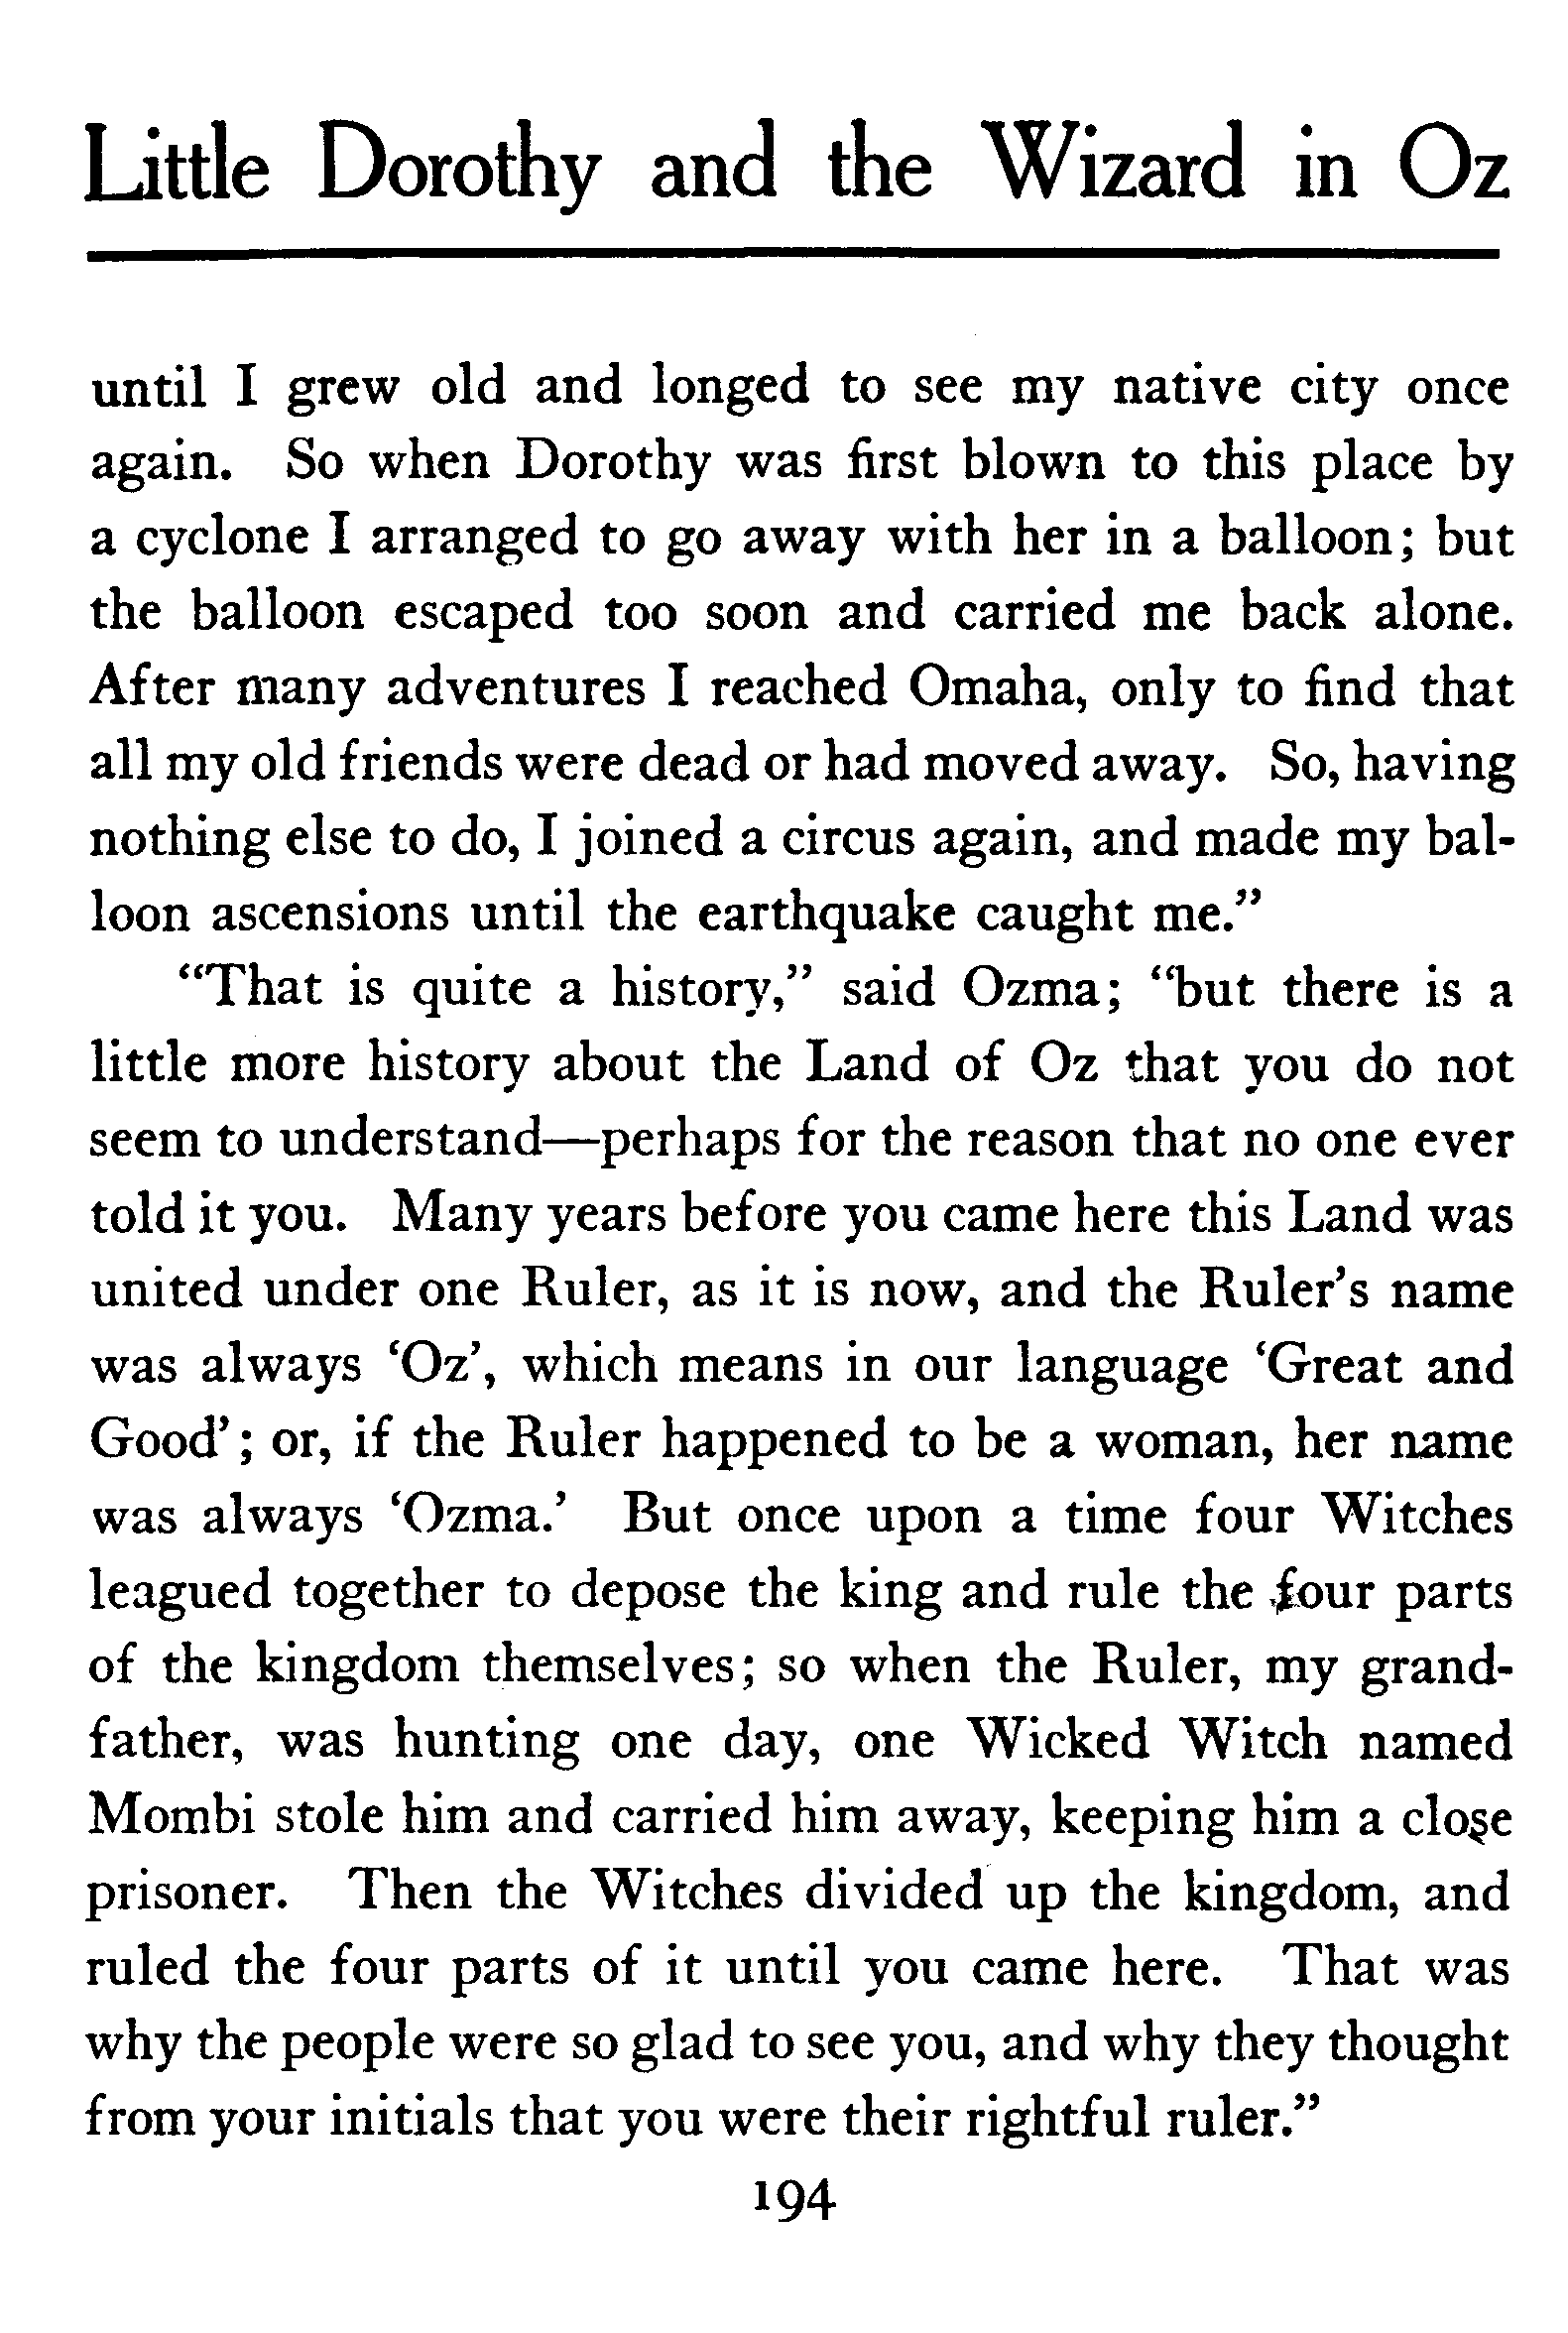 Little Dorothy and the Wizard in Oz
until I grew old and longed to see my native city once
again. So when Dorothy was first blown to this place by
a cyclone I arranged to go away with her in a balloon; but
the balloon escaped too soon and carried me back alone.
After many adventures I reached Omaha, only to find that
all my old friends were dead or had moved away. So, having
nothing else to do, I joined a circus again, and made my bal-
loon ascensions until the earthquake caught me.”
“That is quite a history,” said Ozma; “but there is a
little more history about the Land of Oz that you do not
seem to understand—perhaps for the reason that no one ever
told it you. Many years before you came here this Land was
united under one Ruler, as it is now, and the Ruler’s name
was always ‘Oz’, which means in our language ‘Great and
Good’; or, if the Ruler happened to be a woman, her name
was always ‘Ozma.’ But once upon a time four Witches
leagued together to depose the king and rule the four parts
of the kingdom themselves; so when the Ruler, my grand-
father, was hunting one day, one Wicked Witch named
Mombi stole him and carried him away, keeping him a close
prisoner. Then the Witches divided up the kingdom, and
ruled the four parts of it until you came here. That was
why the people were so glad to see you, and why they thought
from your initials that you were their rightful ruler.”
194